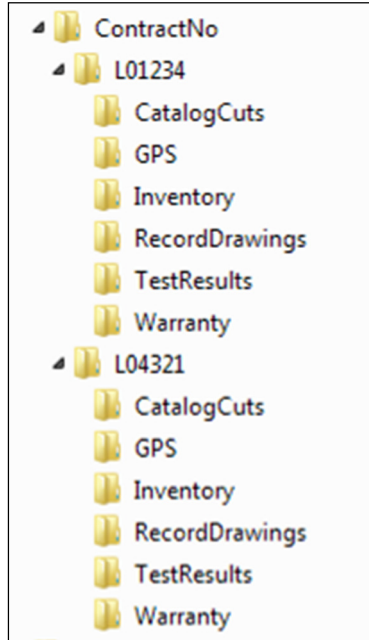 ContractNo
L01234
CatalogCuts
GPS
Inventory
RecordDrawings
TestResults
Warranty
L04321
CatalogCuts
GPS
Inventory
RecordDrawings
TestResults
Warranty